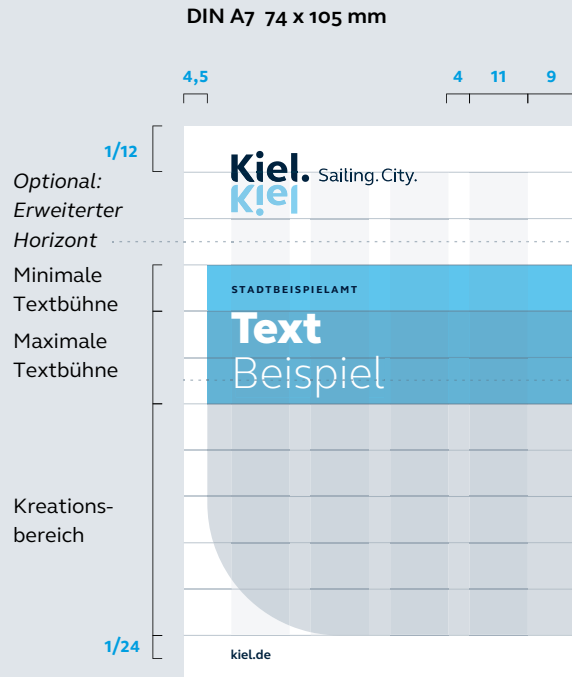 DIN A7 74 x 105 mm
4,5
4
11
9
1/12
Kiel. Sailing.City.
Kiel
Optional:
Erweiterter
Horizont
Minimale
Textbühne
STADTBEISPIELAMT
Maximale
Textbühne
Text
Beispiel
Kreations-
bereich
1/24
kiel.de